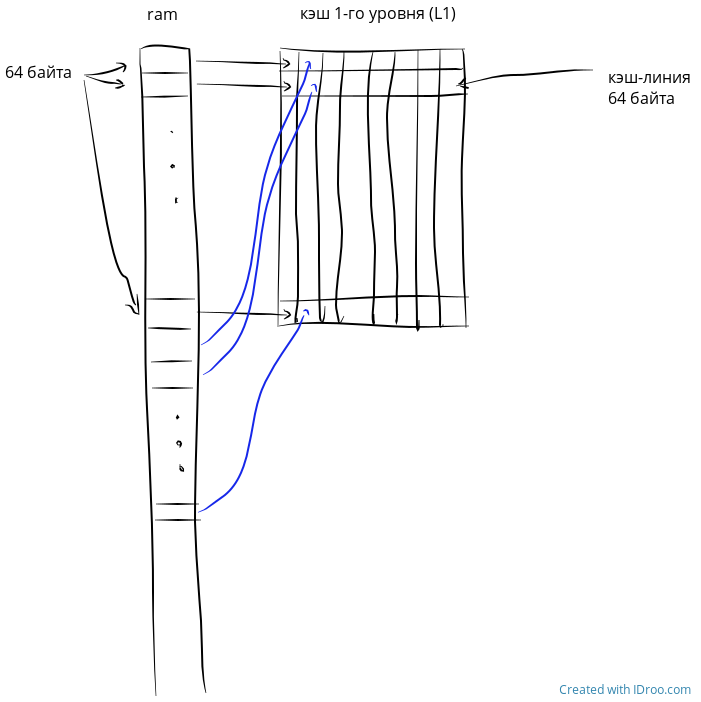 ram
кэш 1-го уровня (L1)
64 байта
кэш-линия
64 байта
Created with IDroo.com